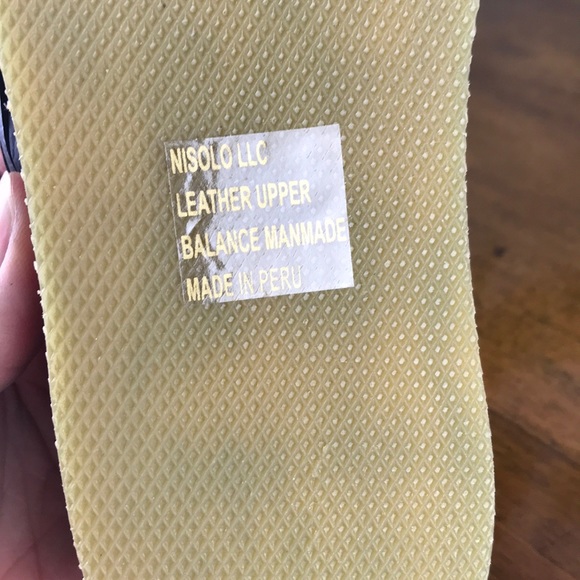 NISOLO LLC
LEATHER UPPER
BALANCE MANMADE
MADE IN PERU